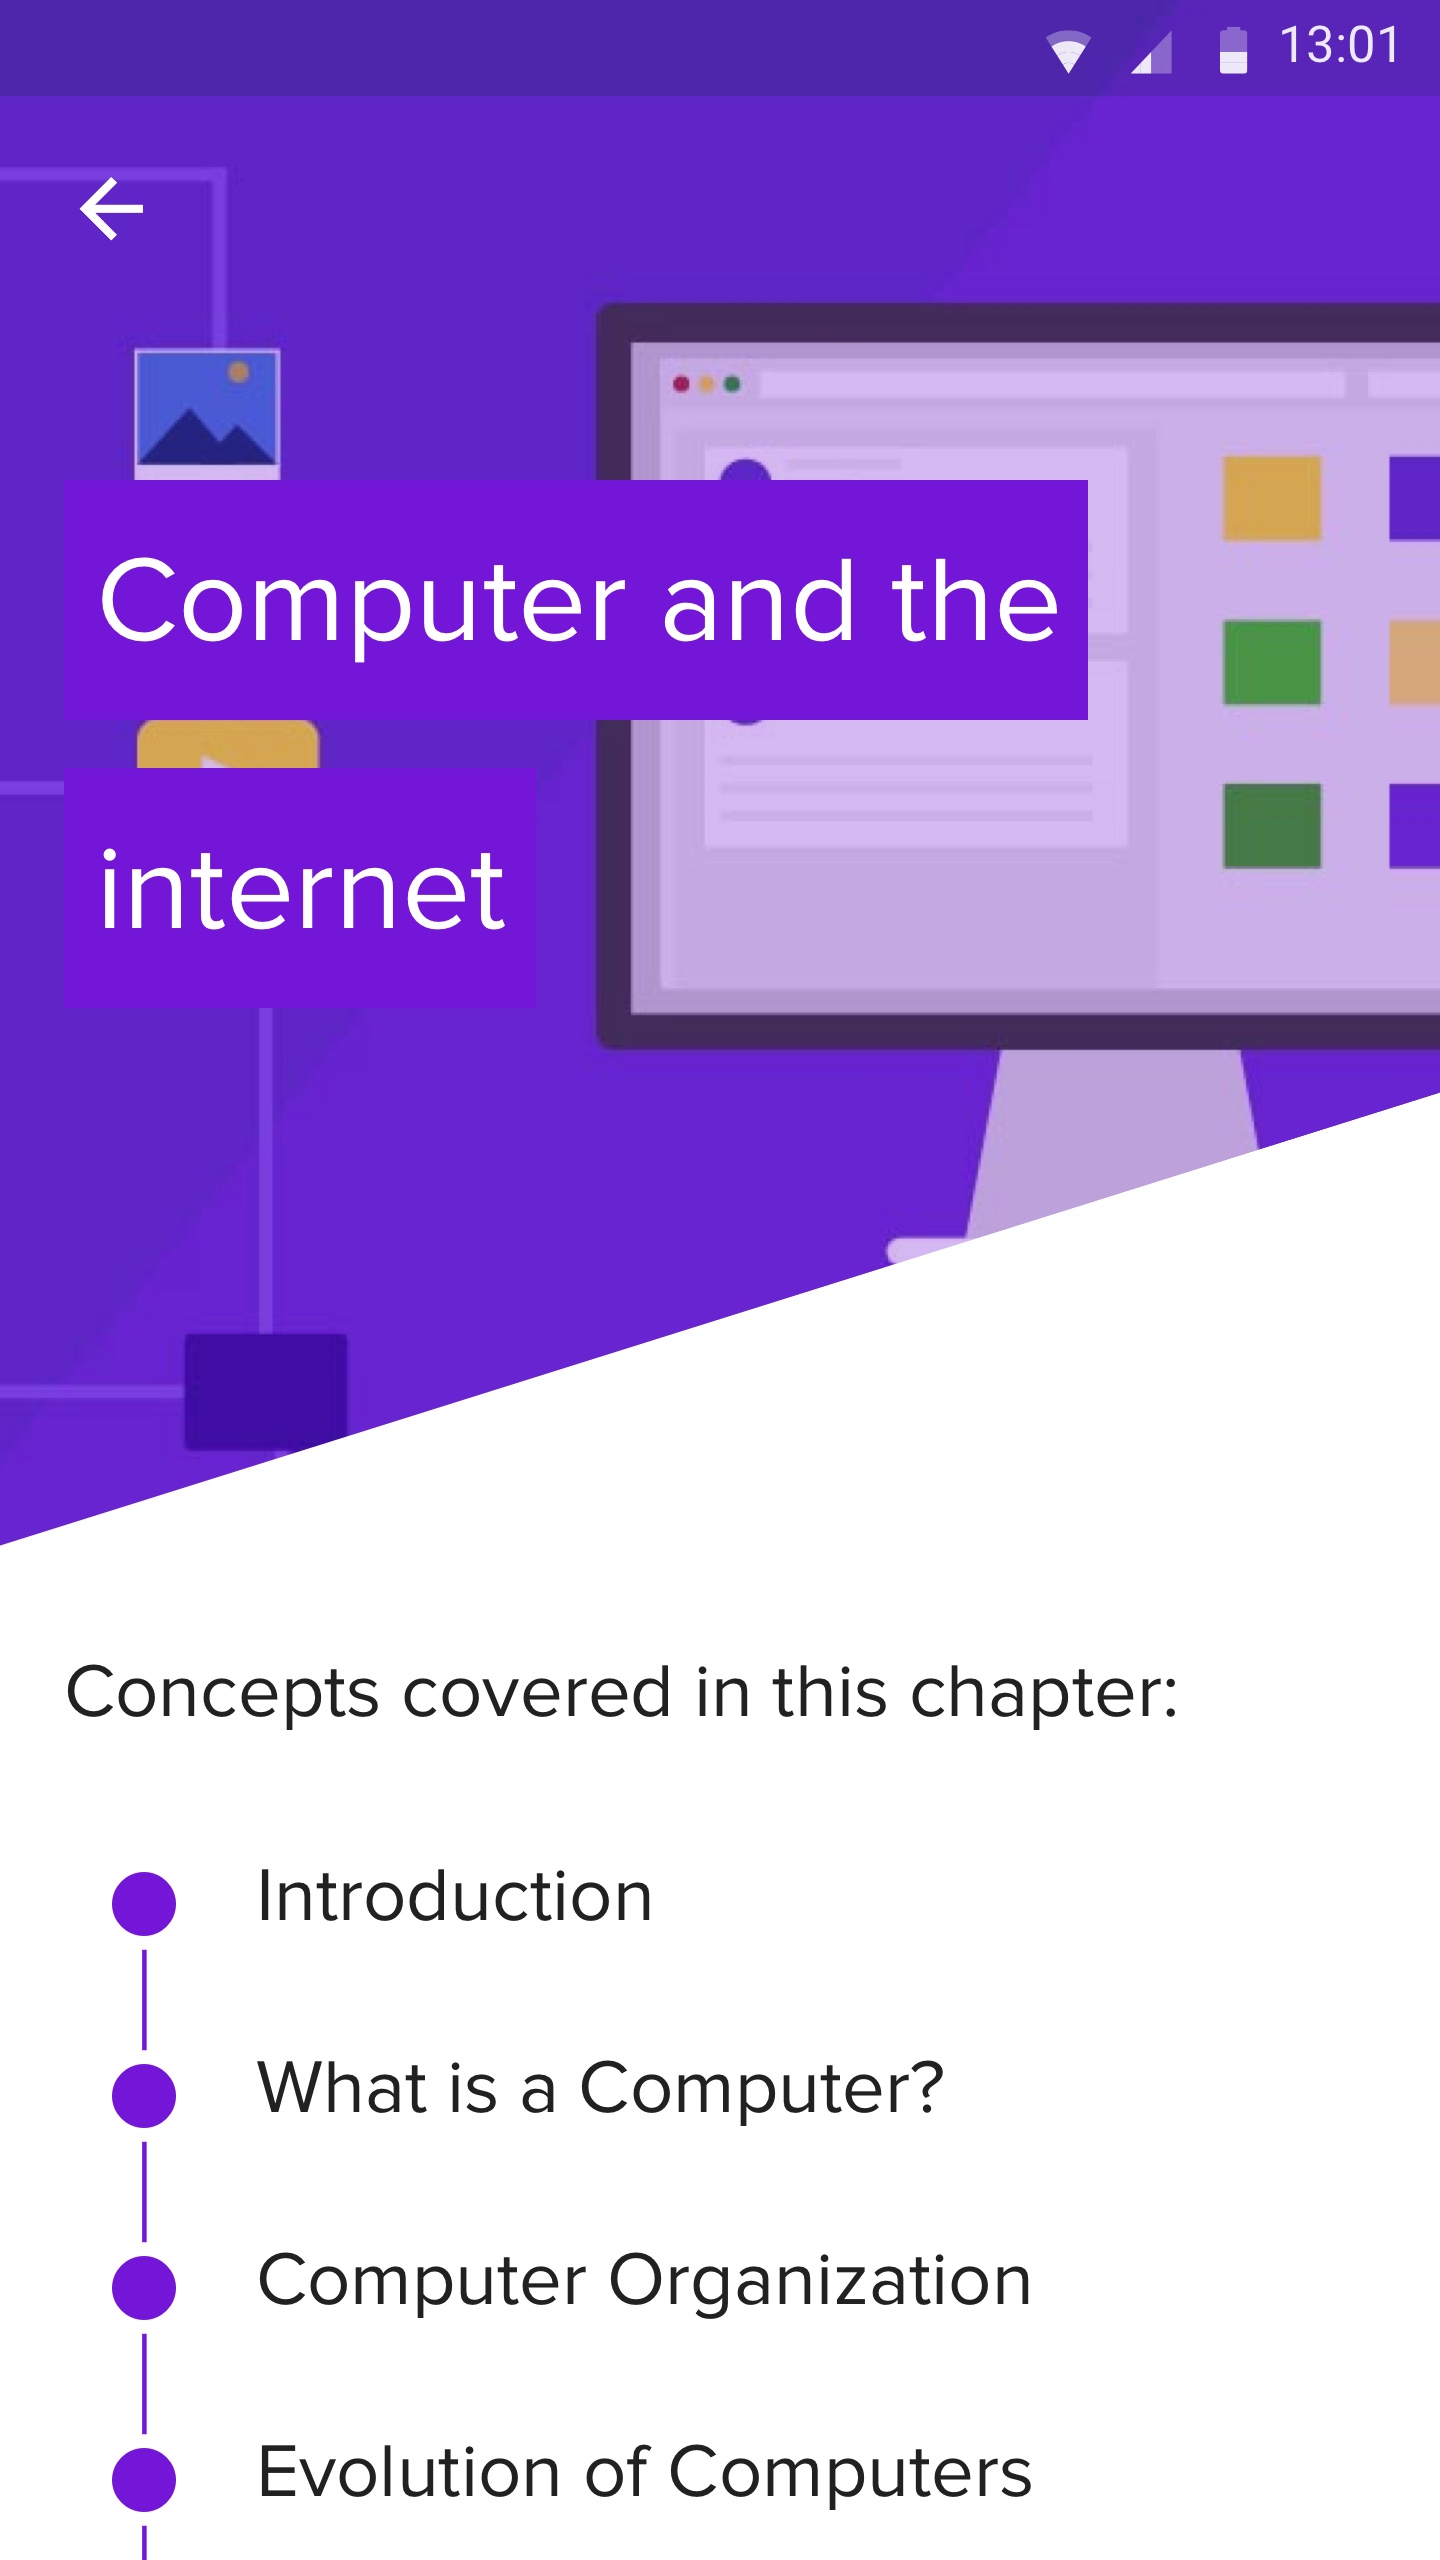 13:01
Computer and the
internet
Concepts covered in this chapter:
Introduction
What is a Computer?
Computer Organization
Evolution of Computers